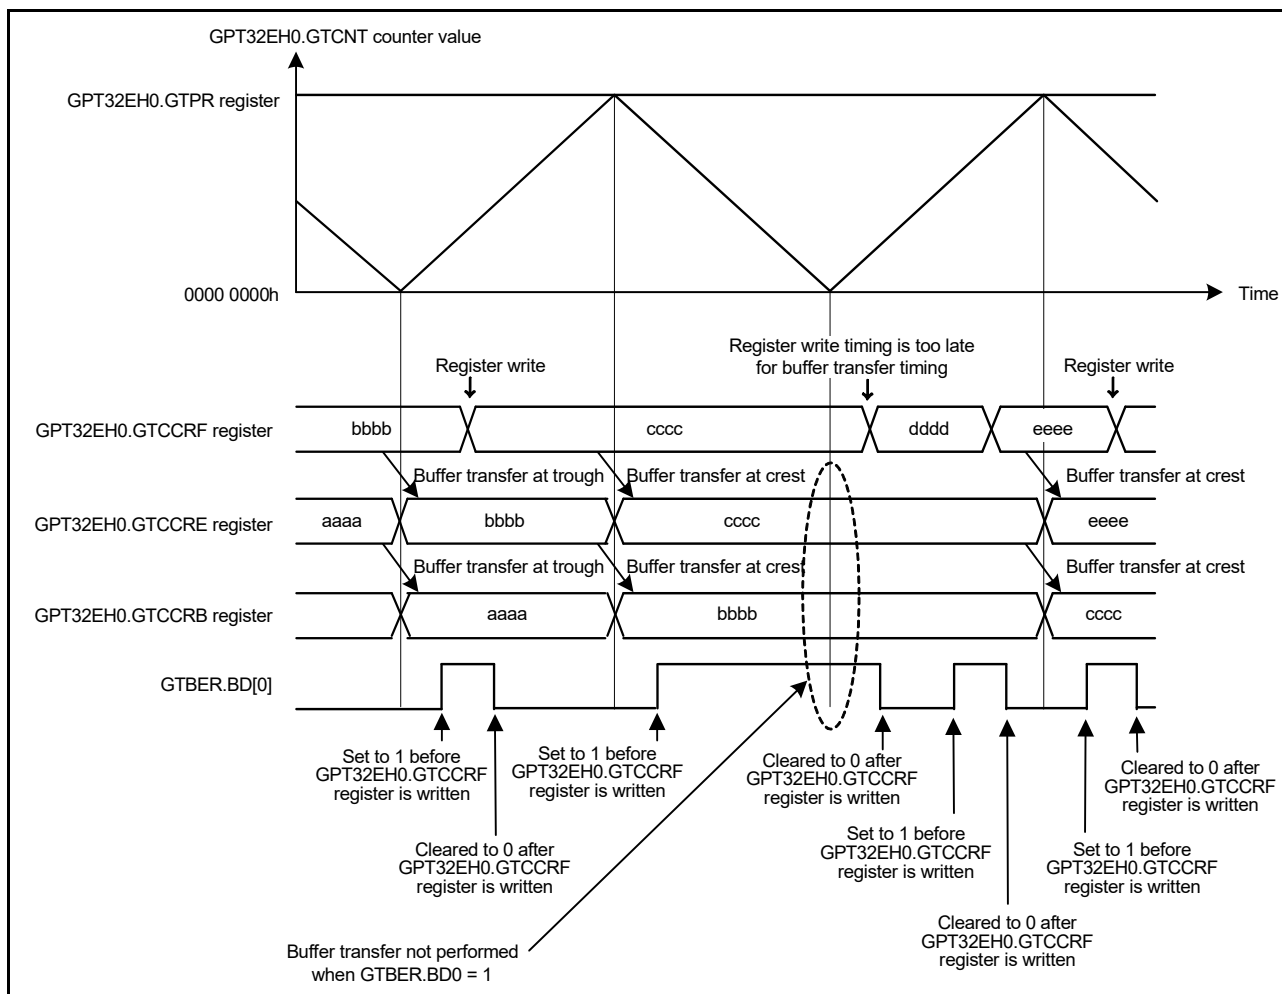 GPT32EH0.GTCNT counter value
GPT32EH0.GTPR register
0000 0000h
Time
Register write
Register write timing is too late
for buffer transfer timing
Register write
GPT32EH0.GTCCRF register
bbbb
cccc
dddd
eeee
Buffer transfer at trough
Buffer transfer at crest
Buffer transfer at crest
GPT32EH0.GTCCRE register
aaaa
bbbb
cccc
eeee
Buffer transfer at trough
Buffer transfer at crest
Buffer transfer at crest
GPT32EH0.GTCCRB register
aaaa
bbbb
cccc
GTBER.BD[0]
Set to 1 before
GPT32EH0.GTCCRF
register is written
Cleared to 0 after
GPT32EH0.GTCCRF
register is written
Set to 1 before
GPT32EH0.GTCCRF
register is written
Cleared to 0 after
GPT32EH0.GTCCRF
register is written
Set to 1 before
GPT32EH0.GTCCRF
register is written
Cleared to 0 after
GPT32EH0.GTCCRF
register is written
Set to 1 before
GPT32EH0.GTCCRF
register is written
Cleared to 0 after
GPT32EH0.GTCCRF
register is written
Buffer transfer not performed
when GTBER.BD0 = 1